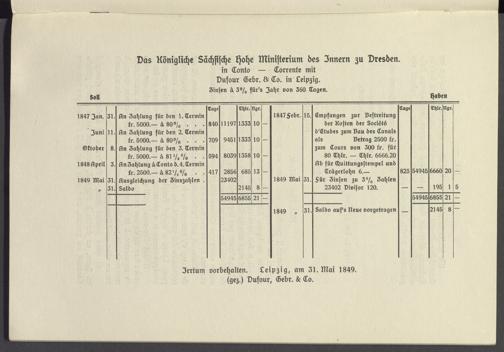 Das Königliche Sächsische Hohe Ministerium des Innern zu Dresden.
in Conto — Corrente mit
Dufour Gebr. & Co. in Leipzig.
Zinsen à 3% für's Jahr von 360 Tagen.
Soll
Haben
Tage Thlr. Ngr.
1847 Jan. 31. An Zahlung für den 1. Termin
fr. 5000.— à 80% . . . 840 11197 1333 10 —
Juni 11. An Zahlung für den 2. Termin
fr. 5000.— à 80% . . . 709 9451 1333 10 —
Oktober 8. An Zahlung für den 3. Termin
fr. 5000.— à 81½% . . 594 8039 1358 10 —
1848 April 3. An Zahlung à Conto d. 4. Termin
fr. 2500.— à 82¼% . . 417 2856 685 13 —
1849 Mai 31. Ausgleichung der Zinszahlen . 23402
„ 31. Saldo 2145 8 —
54945 6855 21 —
Tage Thlr. Ngr.
1847 Febr. 15. Empfangen zur Bestreitung
der Kosten der Société
d'Etudes zum Bau des Canals
als Betrag 2500 fr.
zum Cours von 300 fr. für
80 Thlr. — Thlr. 6666.20
Ab für Quittungsstempel und
Trägerlohn 6.— 825 54945 6660 20 —
1849 Mai 31. Für Zinsen zu 3% Zahlen
23402 Divisor 120. — — 195 1 5
54945 6855 21 —
1849 „ 31. Saldo auf's Neue vorgetragen — 2145 8 —
Irrtum vorbehalten. Leipzig, am 31. Mai 1849.
(gez.) Dufour, Gebr. & Co.